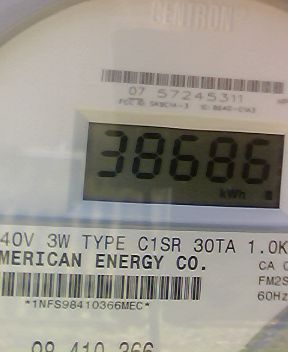 CENTRON®
07 57245311
38686
kWh
40V 3W TYPE C1SR 30TA 1.0K
MERICAN ENERGY CO.
CA 0
FM2S
60Hz
*1NFS98410366MEC*
98 410 366